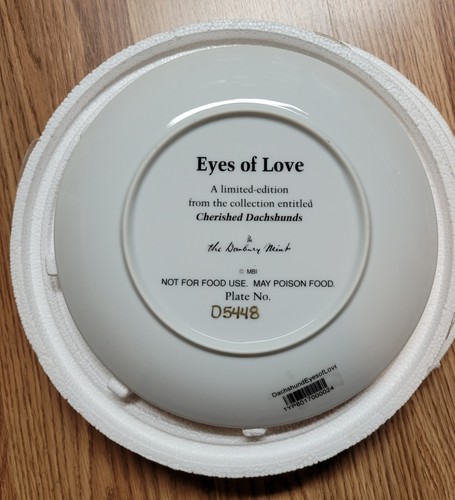 Eyes of Love
A limited-edition
from the collection entitled
Cherished Dachshunds
the Danbury Mint
© MBI
NOT FOR FOOD USE. MAY POISON FOOD.
Plate No.
D5448
DachshundEyesofLove
1YP8017000024